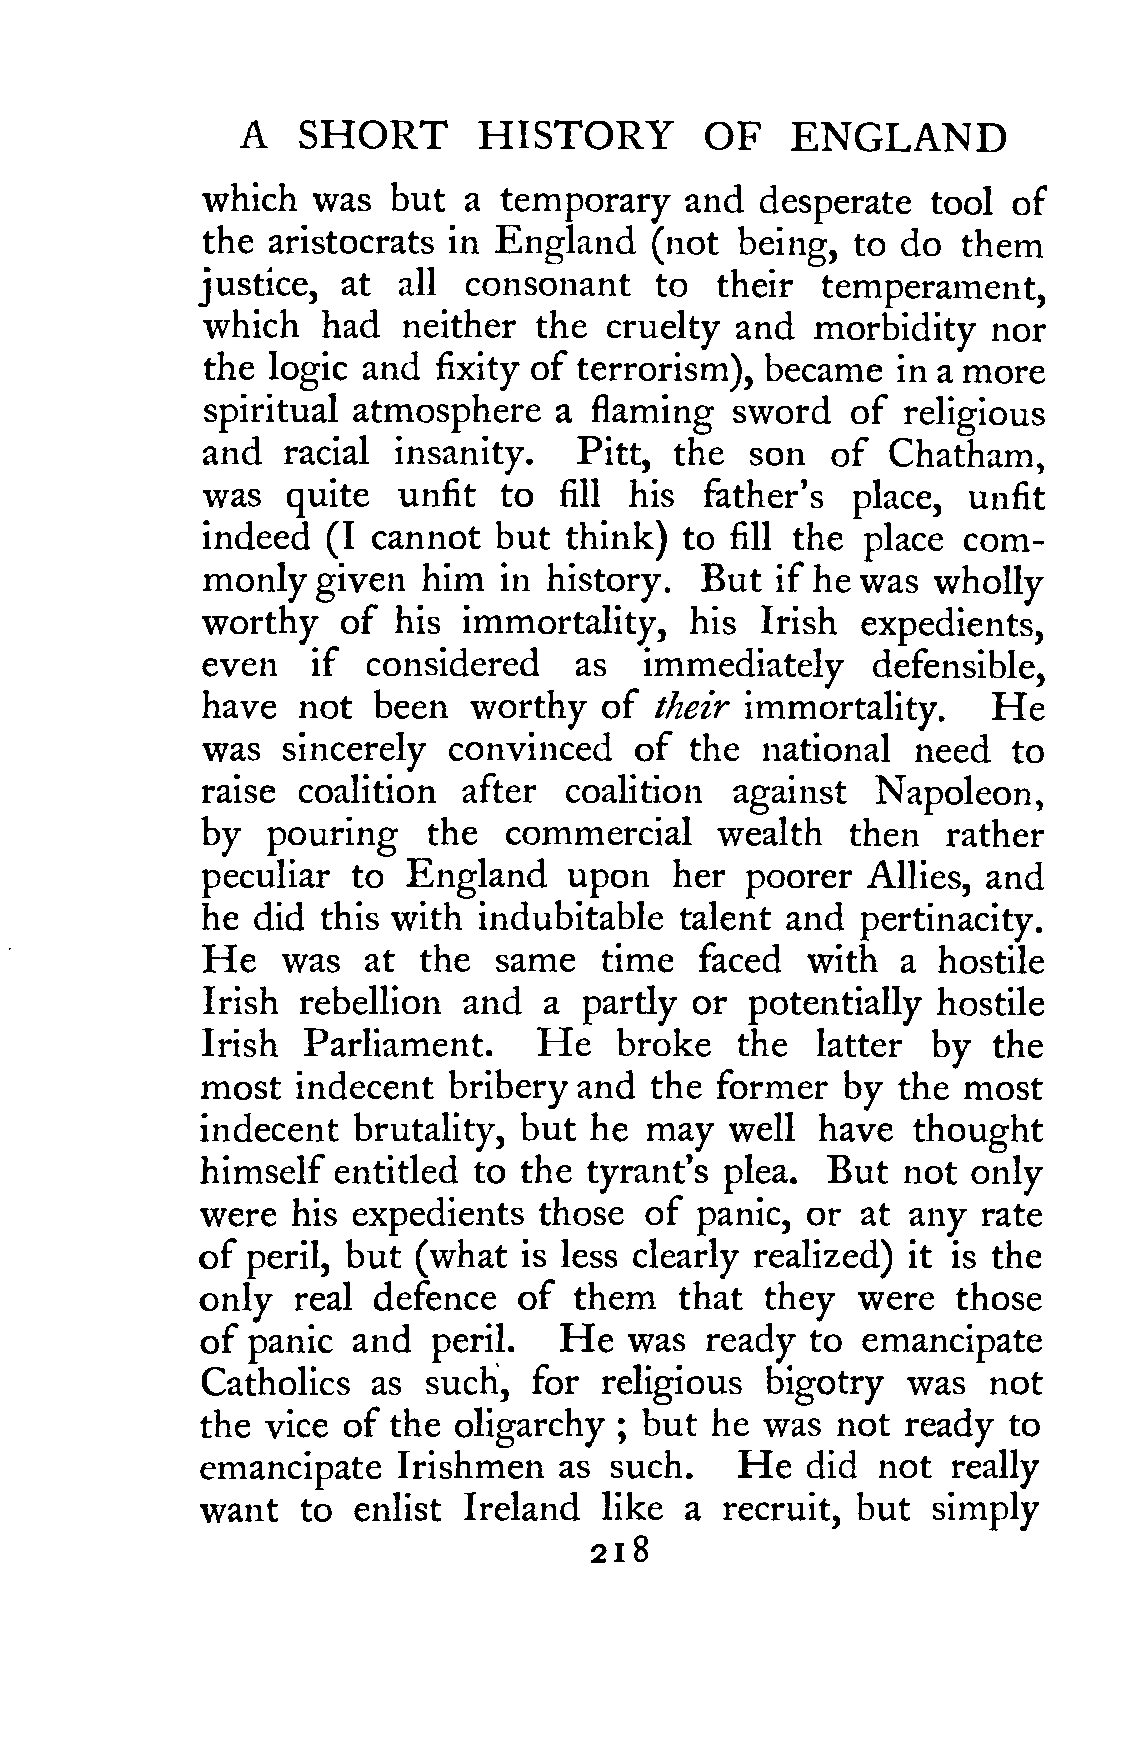 A SHORT HISTORY OF ENGLAND
which was but a temporary and desperate tool of
the aristocrats in England (not being, to do them
justice, at all consonant to their temperament,
which had neither the cruelty and morbidity nor
the logic and fixity of terrorism), became in a more
spiritual atmosphere a flaming sword of religious
and racial insanity. Pitt, the son of Chatham,
was quite unfit to fill his father's place, unfit
indeed (I cannot but think) to fill the place com-
monly given him in history. But if he was wholly
worthy of his immortality, his Irish expedients,
even if considered as immediately defensible,
have not been worthy of their immortality. He
was sincerely convinced of the national need to
raise coalition after coalition against Napoleon,
by pouring the commercial wealth then rather
peculiar to England upon her poorer Allies, and
he did this with indubitable talent and pertinacity.
He was at the same time faced with a hostile
Irish rebellion and a partly or potentially hostile
Irish Parliament. He broke the latter by the
most indecent bribery and the former by the most
indecent brutality, but he may well have thought
himself entitled to the tyrant's plea. But not only
were his expedients those of panic, or at any rate
of peril, but (what is less clearly realized) it is the
only real defence of them that they were those
of panic and peril. He was ready to emancipate
Catholics as such, for religious bigotry was not
the vice of the oligarchy ; but he was not ready to
emancipate Irishmen as such. He did not really
want to enlist Ireland like a recruit, but simply
218